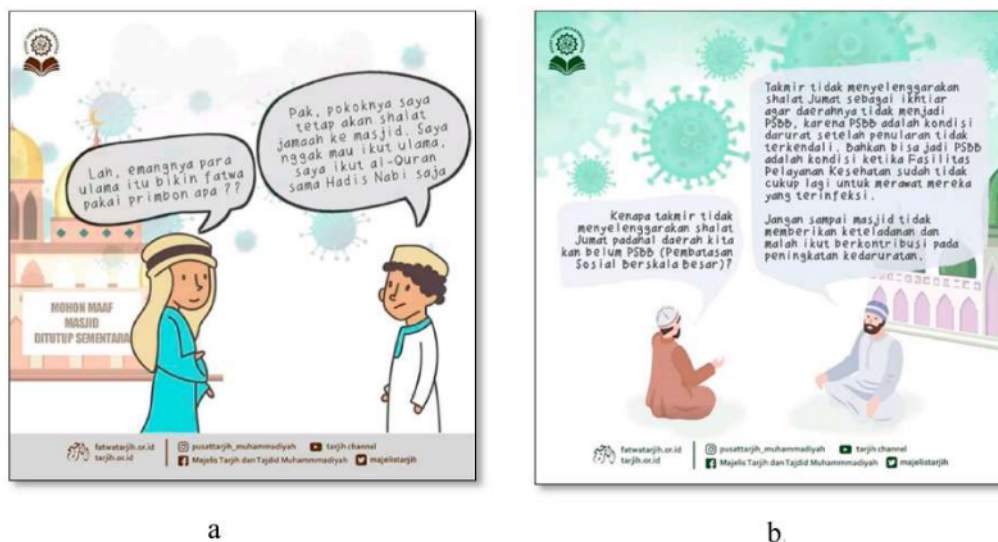 Pak, pokoknya saya
tetap akan shalat
jamaah ke masjid. Saya
nggak mau ikut ulama,
saya ikut al-Quran
sama Hadis Nabi saja
Lah, emangnya para
ulama itu bikin fatwa
pakai primbon apa ??
MOHON MAAF
MASJID
DITUTUP SEMENTARA
fatwatarjih.or.id
tarjih.or.id
pusattarjih_muhammadiyah
tarjih channel
Majelis Tarjih dan Tajdid Muhammmadiyah
majelistarjih
a
Kenapa takmir tidak
menyelenggarakan shalat
Jumat padahal daerah kita
kan belum PSBB (Pembatasan
Sosial Berskala Besar)?
Takmir tidak menyelenggarakan
shalat Jumat sebagai ikhtiar
agar daerahnya tidak menjadi
PSBB, karena PSBB adalah kondisi
darurat setelah penularan tidak
terkendali. Bahkan bisa jadi PSBB
adalah kondisi ketika Fasilitas
Pelayanan Kesehatan sudah tidak
cukup lagi untuk merawat mereka
yang terinfeksi.
Jangan sampai masjid tidak
memberikan keteladanan dan
malah ikut berkontribusi pada
peningkatan kedaruratan.
fatwatarjih.or.id
tarjih.or.id
pusattarjih_muhammadiyah
tarjih channel
Majelis Tarjih dan Tajdid Muhammmadiyah
majelistarjih
b.